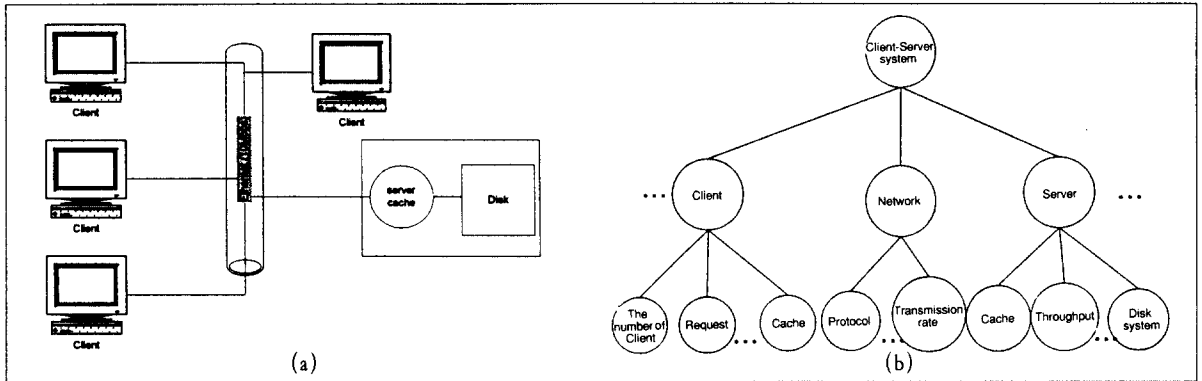 Client
Client
Client
Client
server
cache
Disk
(a)
Client-Server
system
...
Client
Network
Server
...
The
number of
Client
Request
...
Cache
Protocol
...
Transmission
rate
Cache
Throughput
...
Disk
system
(b)